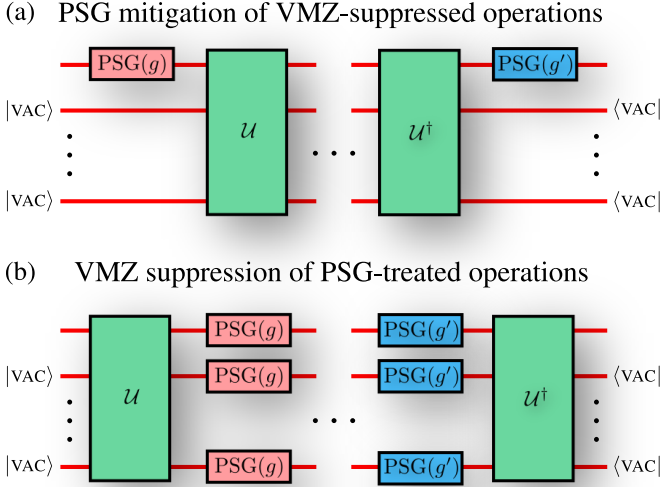 (a) PSG mitigation of VMZ-suppressed operations
PSG(g) PSG(g′)
|VAC⟩ 𝒰 𝒰† ⟨VAC|
· · ·
|VAC⟩ ⟨VAC|
(b) VMZ suppression of PSG-treated operations
PSG(g) PSG(g′)
|VAC⟩ 𝒰 PSG(g) PSG(g′) 𝒰† ⟨VAC|
· · ·
|VAC⟩ PSG(g) PSG(g′) ⟨VAC|